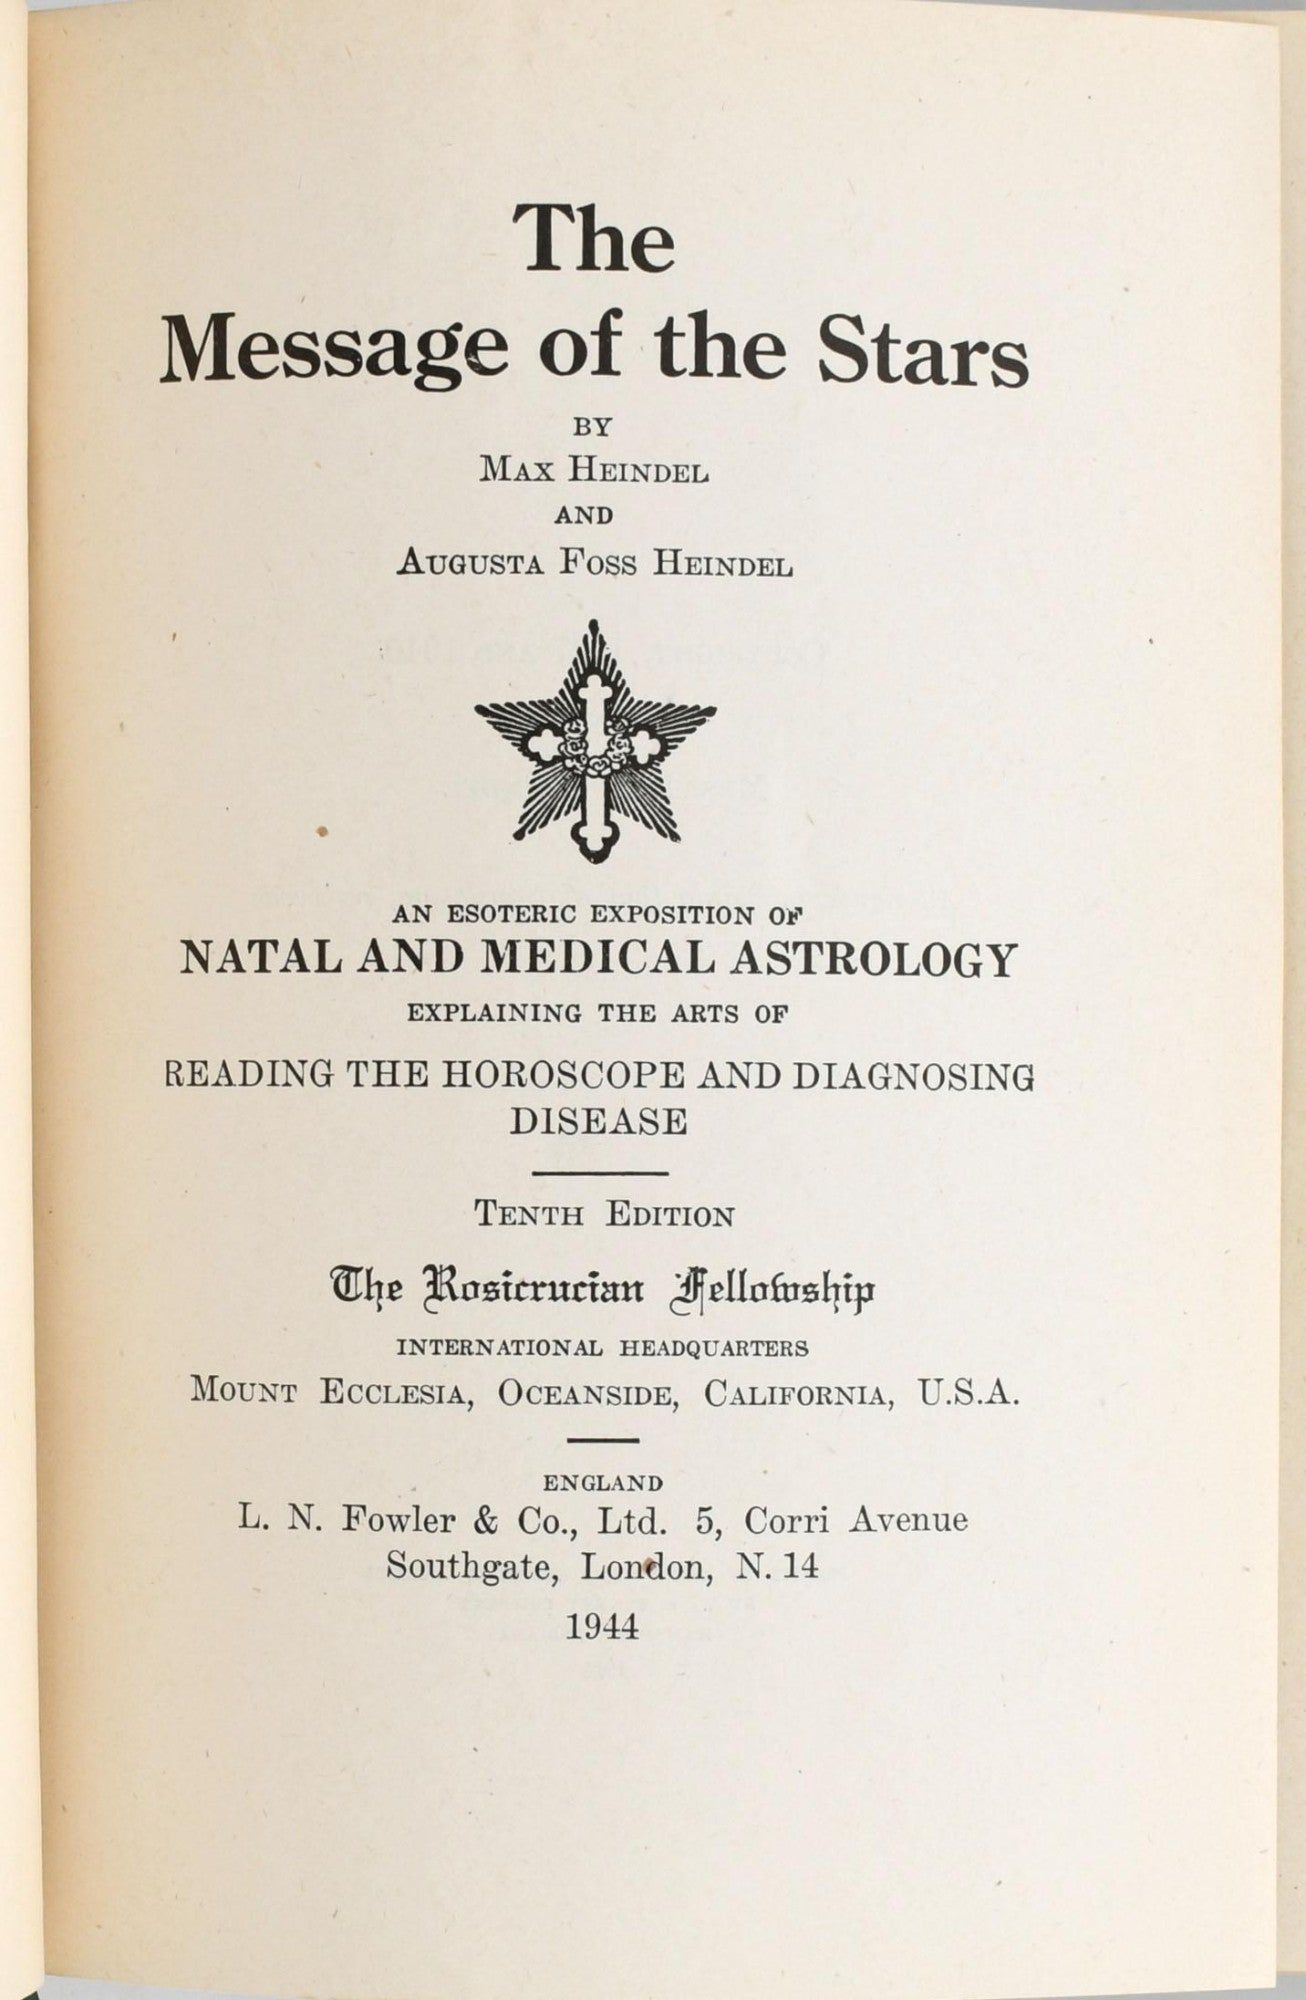 The
Message of the Stars
BY
MAX HEINDEL
AND
AUGUSTA FOSS HEINDEL
AN ESOTERIC EXPOSITION OF
NATAL AND MEDICAL ASTROLOGY
EXPLAINING THE ARTS OF
READING THE HOROSCOPE AND DIAGNOSING
DISEASE
TENTH EDITION
The Rosicrucian Fellowship
INTERNATIONAL HEADQUARTERS
MOUNT ECCLESIA, OCEANSIDE, CALIFORNIA, U.S.A.
ENGLAND
L. N. Fowler & Co., Ltd. 5, Corri Avenue
Southgate, London, N. 14
1944